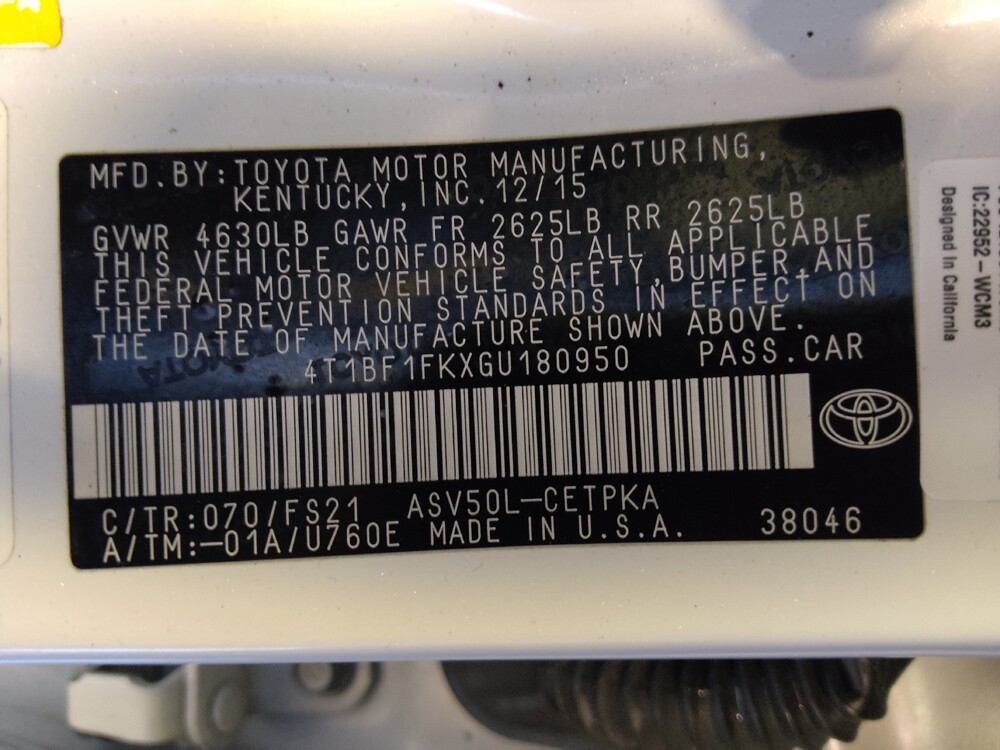 MFD.BY:TOYOTA MOTOR MANUFACTURING,
KENTUCKY,INC.12/15
GVWR 4630LB GAWR FR 2625LB RR 2625LB
THIS VEHICLE CONFORMS TO ALL APPLICABLE
FEDERAL MOTOR VEHICLE SAFETY,BUMPER,AND
THEFT PREVENTION STANDARDS IN EFFECT ON
THE DATE OF MANUFACTURE SHOWN ABOVE.
4T1BF1FKXGU180950 PASS.CAR
C/TR:070/FS21 ASV50L-CETPKA
A/TM:-01A/U760E MADE IN U.S.A. 38046
IC:22952-WCM3
Designed in California
TOYOTA